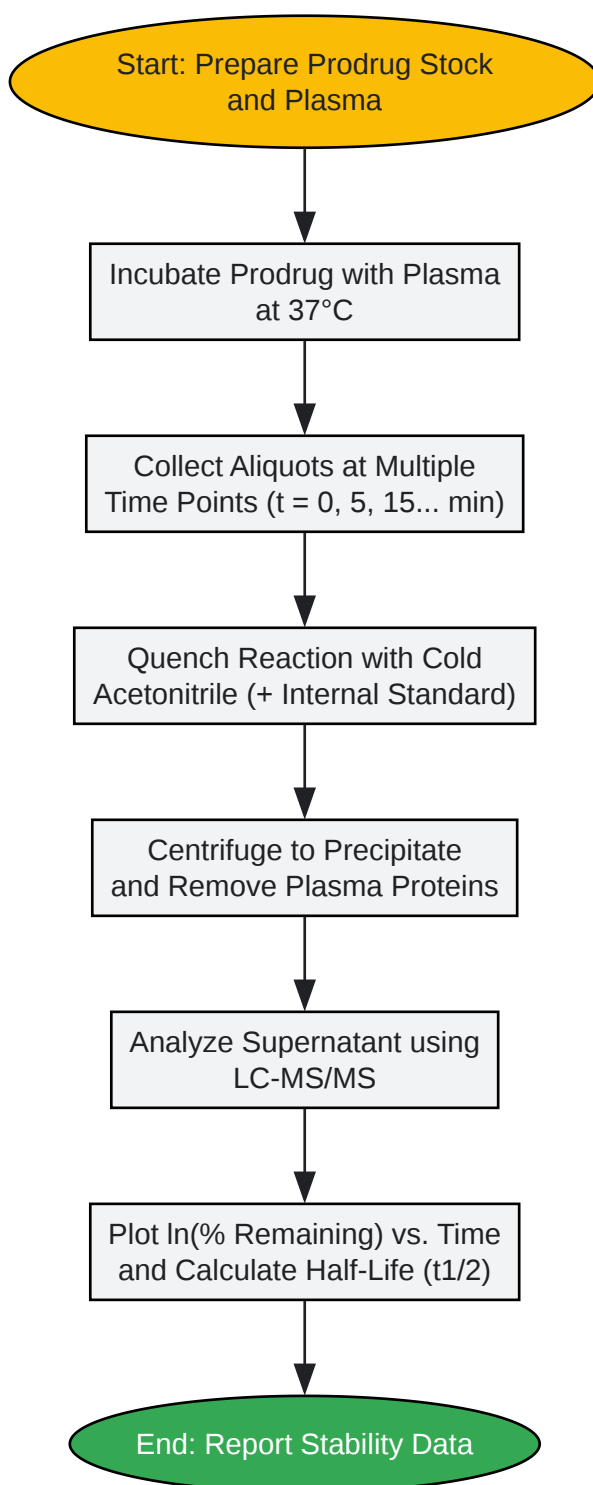 Start: Prepare Prodrug Stock
and Plasma
Incubate Prodrug with Plasma
at 37°C
Collect Aliquots at Multiple
Time Points (t = 0, 5, 15... min)
Quench Reaction with Cold
Acetonitrile (+ Internal Standard)
Centrifuge to Precipitate
and Remove Plasma Proteins
Analyze Supernatant using
LC-MS/MS
Plot ln(% Remaining) vs. Time
and Calculate Half-Life (t1/2)
End: Report Stability Data